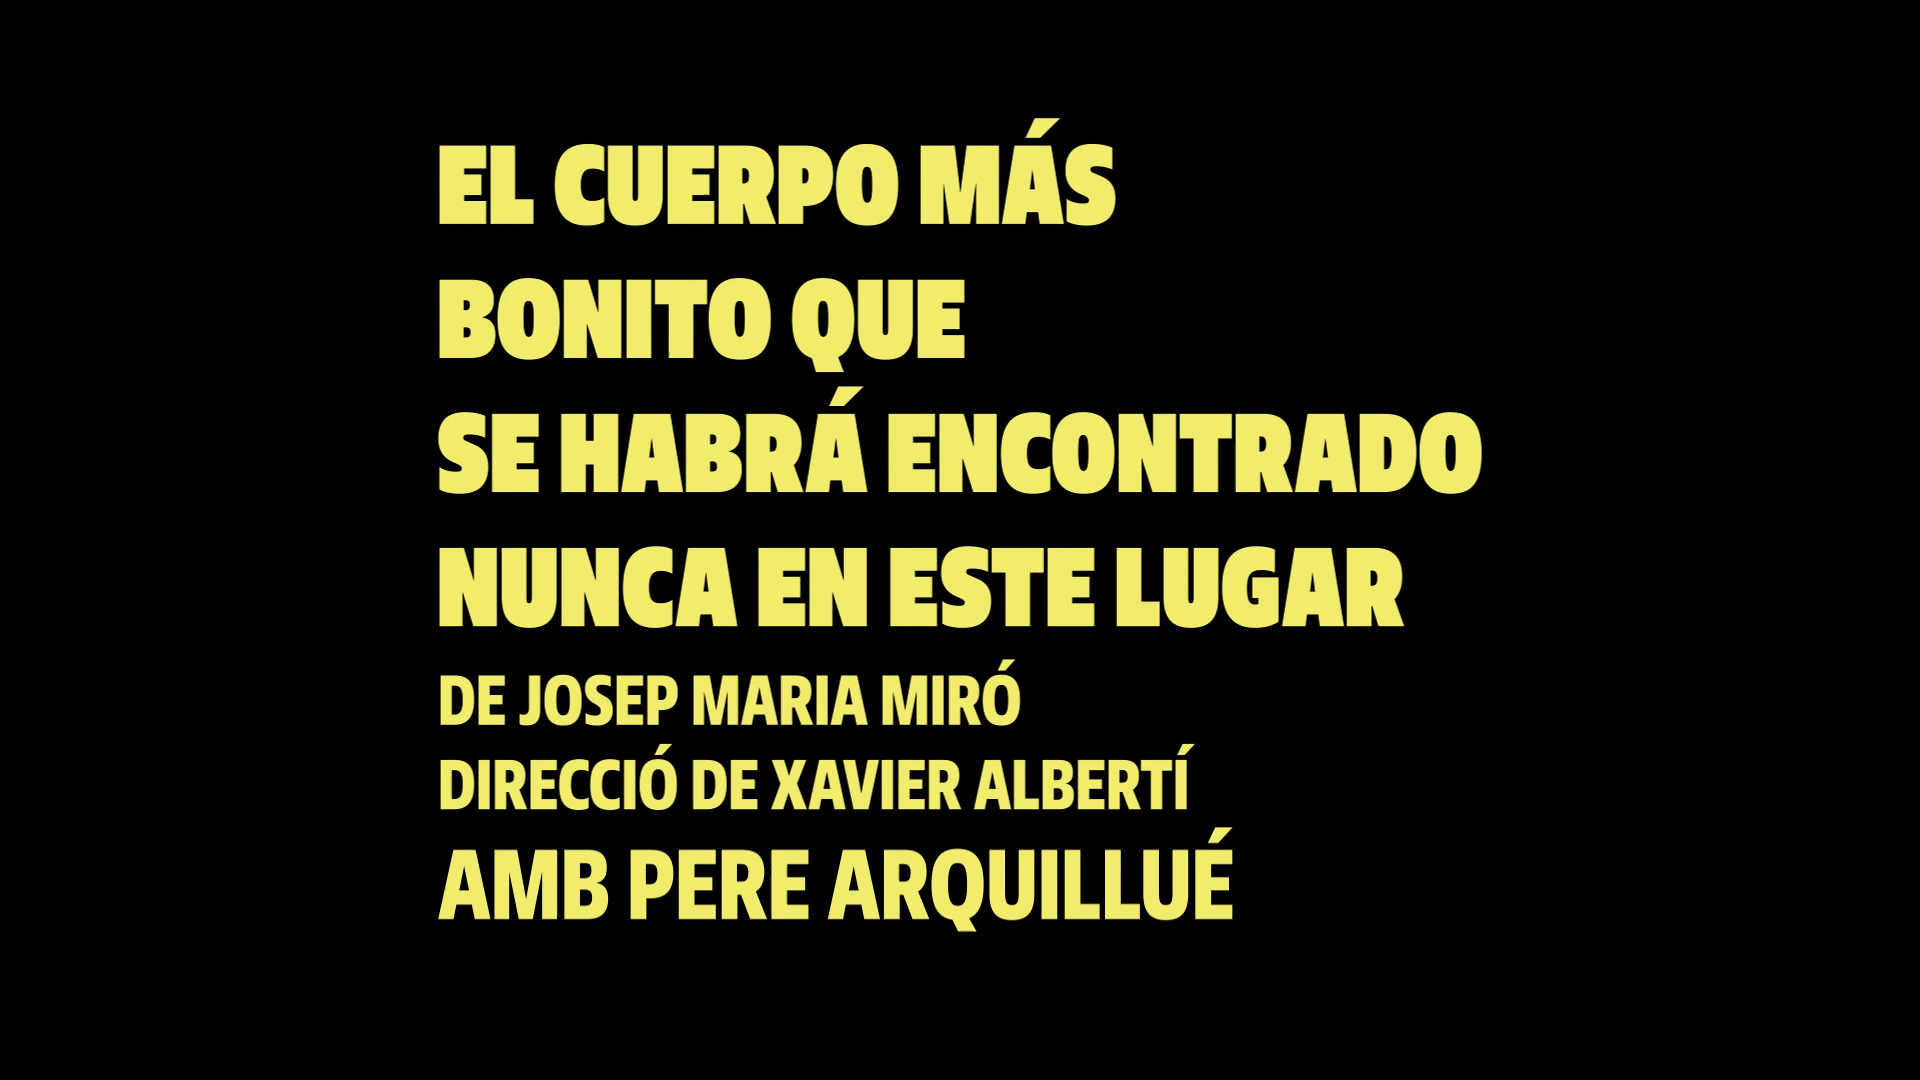 EL CUERPO MÁS
BONITO QUE
SE HABRÁ ENCONTRADO
NUNCA EN ESTE LUGAR
DE JOSEP MARIA MIRÓ
DIRECCIÓ DE XAVIER ALBERTÍ
AMB PERE ARQUILLUÉ